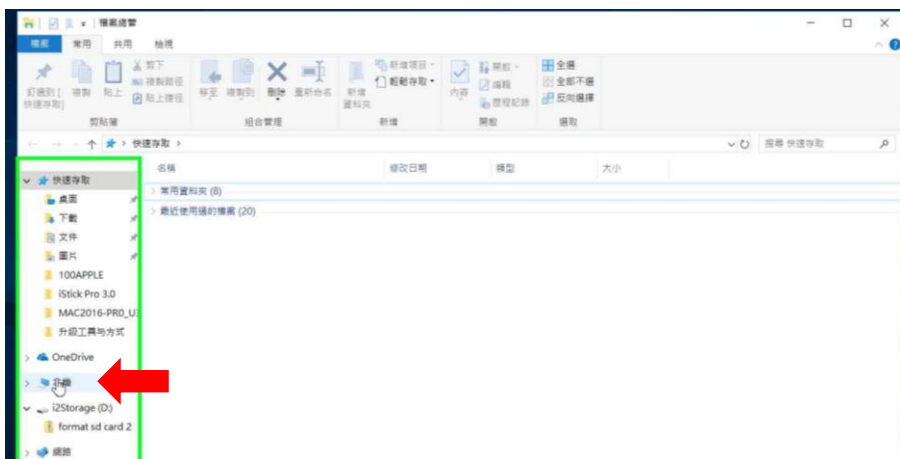 檔案總管
檔案 常用 共用 檢視
釘選到 [快速存取]
複製
貼上
剪下
複製路徑
貼上捷徑
剪貼簿
移至
複製到
刪除
重新命名
組合管理
新增資料夾
新增項目
輕鬆存取
新增
內容
開啟
編輯
歷程記錄
開啟
全選
全部不選
反向選擇
選取
快速存取
搜尋 快速存取
名稱 修改日期 類型 大小
常用資料夾 (8)
最近使用過的檔案 (20)
快速存取
桌面
下載
文件
圖片
100APPLE
iStick Pro 3.0
MAC2016-PRO_U
升級工具与方式
OneDrive
i2Storage (D:)
format sd card 2
網路